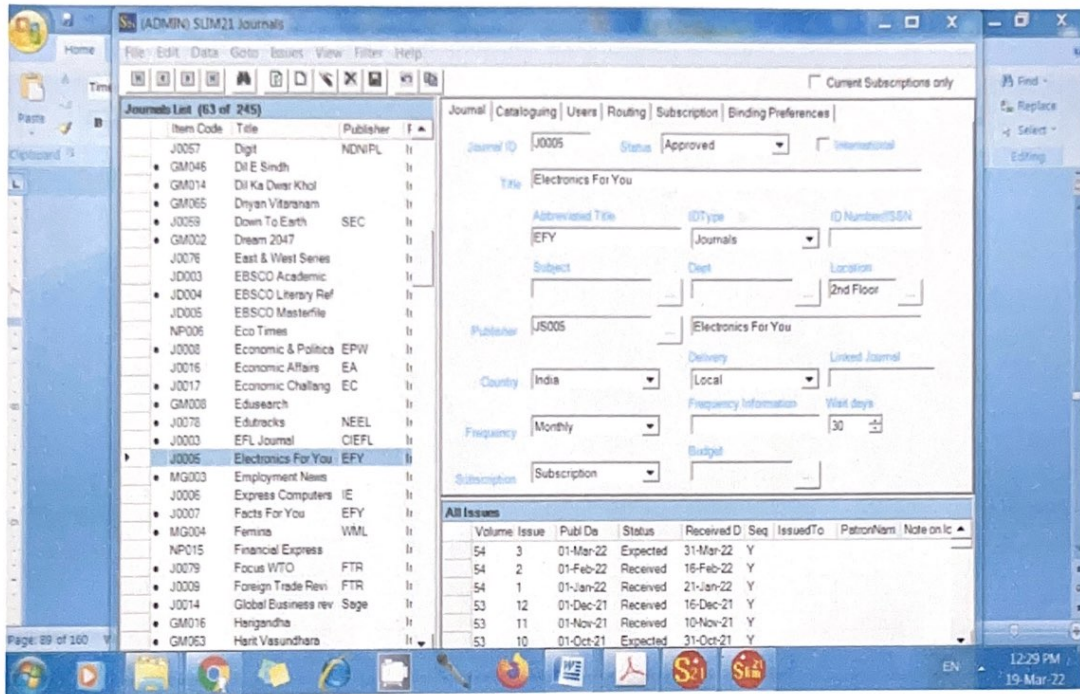 (ADMIN) SLIM21 Journals
Home
File Edit Data Goto Issues View Filter Help
Current Subscriptions only
Paste
Clipboard
Find
Replace
Select
Editing
Journals List (63 of 245)
Item Code Title Publisher
J0057 Digit NDNIPL
GM046 Dil E Sindh
GM014 Dil Ka Dwar Khol
GM065 Dnyan Vitaranam
J0059 Down To Earth SEC
GM002 Dream 2047
J0076 East & West Series
JD003 EBSCO Academic
JD004 EBSCO Literary Ref
JD005 EBSCO Masterfile
NP006 Eco Times
J0008 Economic & Politica EPW
J0016 Economic Affairs EA
J0017 Economic Challang EC
GM008 Edusearch
J0078 Edutracks NEEL
J0003 EFL Journal CIEFL
J0005 Electronics For You EFY
MG003 Employment News
J0006 Express Computers IE
J0007 Facts For You EFY
MG004 Femina WML
NP015 Financial Express
J0079 Focus WTO FTR
J0009 Foreign Trade Revi FTR
J0014 Global Business rev Sage
GM016 Harigandha
GM063 Harit Vasundhara
Journal Cataloguing Users Routing Subscription Binding Preferences
Journal ID J0005 Status Approved International
Title Electronics For You
Abbreviated Title IDType ID Number/ISSN
EFY Journals
Subject Dept Location
2nd Floor
Publisher JS005 Electronics For You
Delivery Linked Journal
Country India Local
Frequency Information Wait days
Frequency Monthly 30
Budget
Subscription Subscription
All Issues
Volume Issue Publ Da Status Received D Seq IssuedTo PatronNam Note on Ic
54 3 01-Mar-22 Expected 31-Mar-22 Y
54 2 01-Feb-22 Received 16-Feb-22 Y
54 1 01-Jan-22 Received 21-Jan-22 Y
53 12 01-Dec-21 Received 16-Dec-21 Y
53 11 01-Nov-21 Received 10-Nov-21 Y
53 10 01-Oct-21 Expected 31-Oct-21 Y
Page: 89 of 160
EN
12:29 PM
19-Mar-22